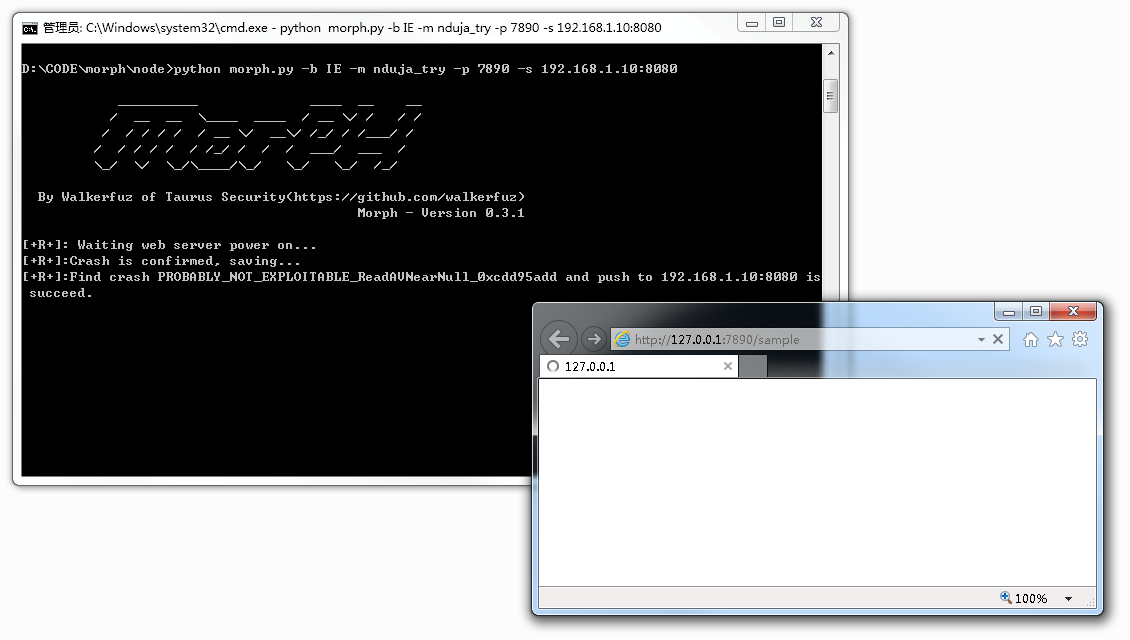 管理员: C:\Windows\system32\cmd.exe - python  morph.py -b IE -m nduja_try -p 7890 -s 192.168.1.10:8080
D:\CODE\morph\node>python morph.py -b IE -m nduja_try -p 7890 -s 192.168.1.10:8080
MorpH
By Walkerfuz of Taurus Security(https://github.com/walkerfuz)
Morph - Version 0.3.1
[+R+]: Waiting web server power on...
[+R+]:Crash is confirmed, saving...
[+R+]:Find crash PROBABLY_NOT_EXPLOITABLE_ReadAVNearNull_0xcdd95add and push to 192.168.1.10:8080 is
succeed.
http://127.0.0.1:7890/sample
127.0.0.1
100%